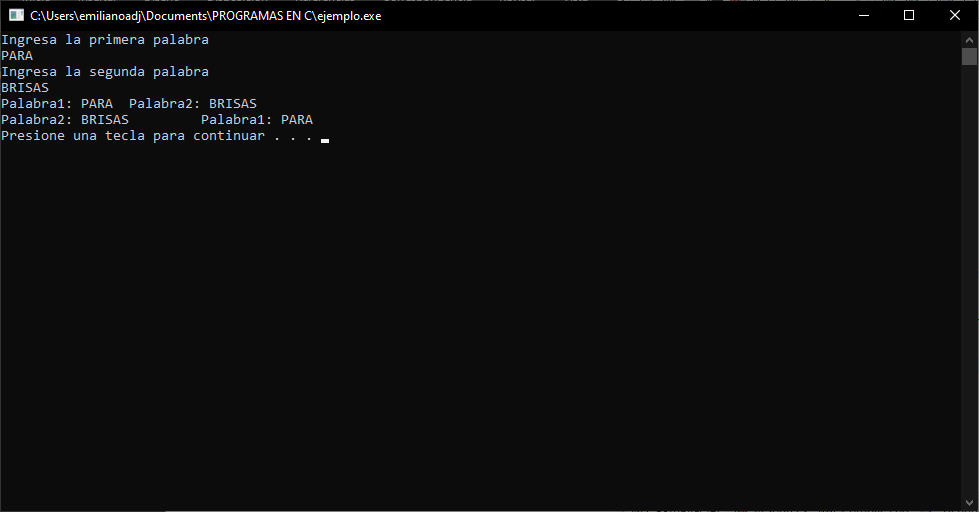 C:\Users\emilianoadj\Documents\PROGRAMAS EN C\ejemplo.exe
Ingresa la primera palabra
PARA
Ingresa la segunda palabra
BRISAS
Palabra1: PARA  Palabra2: BRISAS
Palabra2: BRISAS         Palabra1: PARA
Presione una tecla para continuar . . .